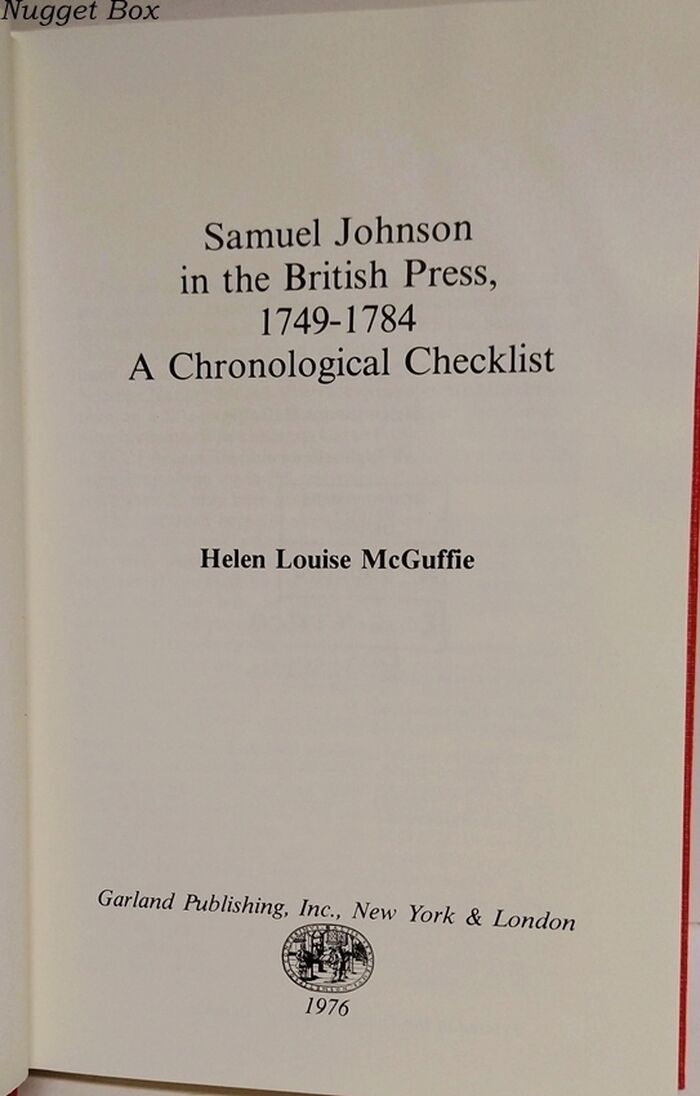 Nugget Box
Samuel Johnson
in the British Press,
1749-1784
A Chronological Checklist
Helen Louise McGuffie
Garland Publishing, Inc., New York & London
1976